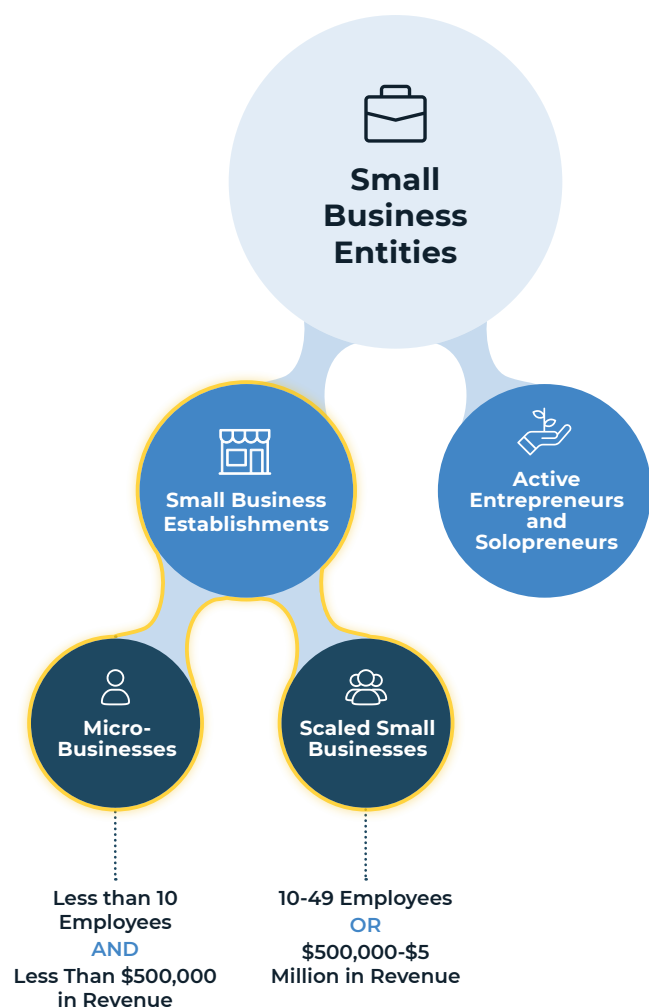 Small
Business
Entities
Small Business
Establishments
Active
Entrepreneurs
and
Solopreneurs
Micro-
Businesses
Scaled Small
Businesses
Less than 10
Employees
AND
Less Than $500,000
in Revenue
10-49 Employees
OR
$500,000-$5
Million in Revenue